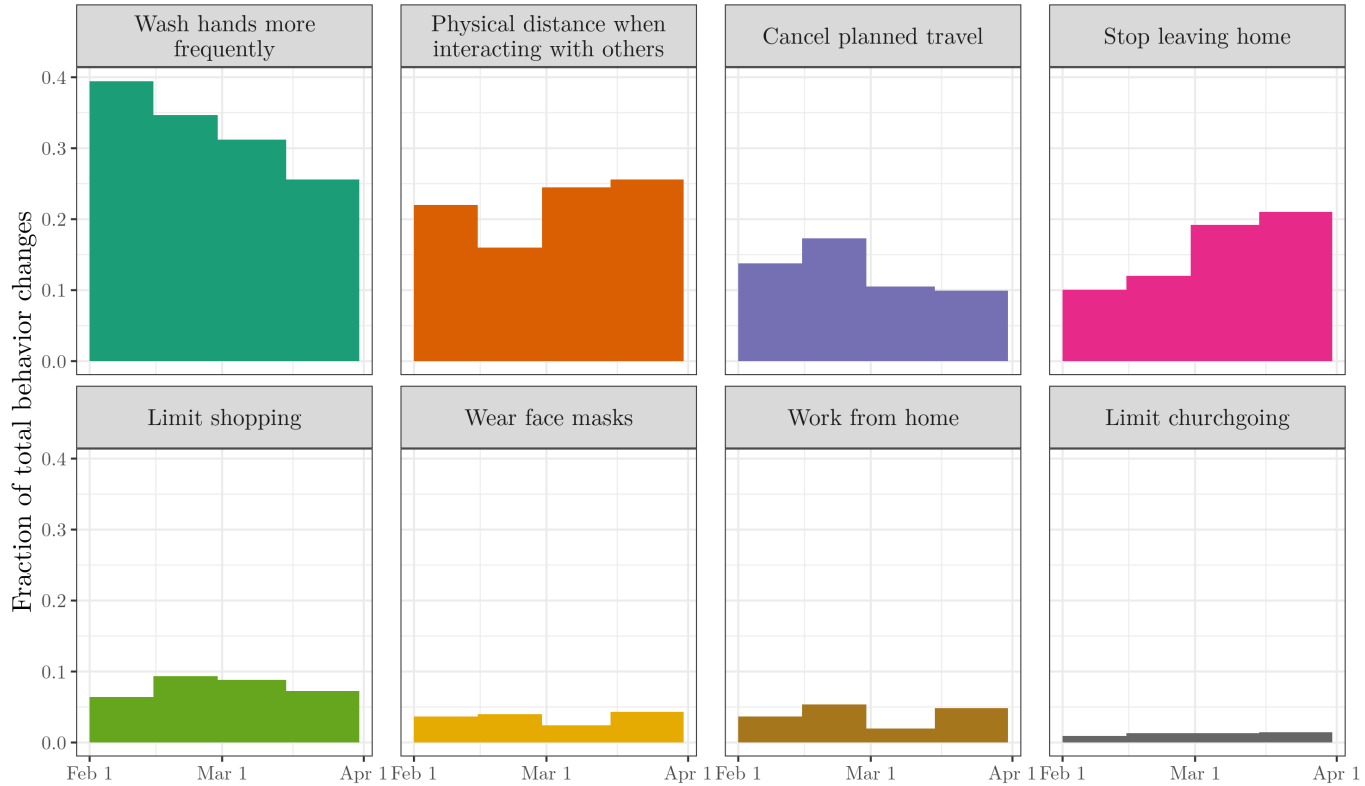 Wash hands more
frequently
Physical distance when
interacting with others
Cancel planned travel
Stop leaving home
0.4
0.3
0.2
0.1
0.0
Fraction of total behavior changes
Limit shopping
Wear face masks
Work from home
Limit churchgoing
0.4
0.3
0.2
0.1
0.0
Feb 1 Mar 1 Apr 1 Feb 1 Mar 1 Apr 1 Feb 1 Mar 1 Apr 1 Feb 1 Mar 1 Apr 1